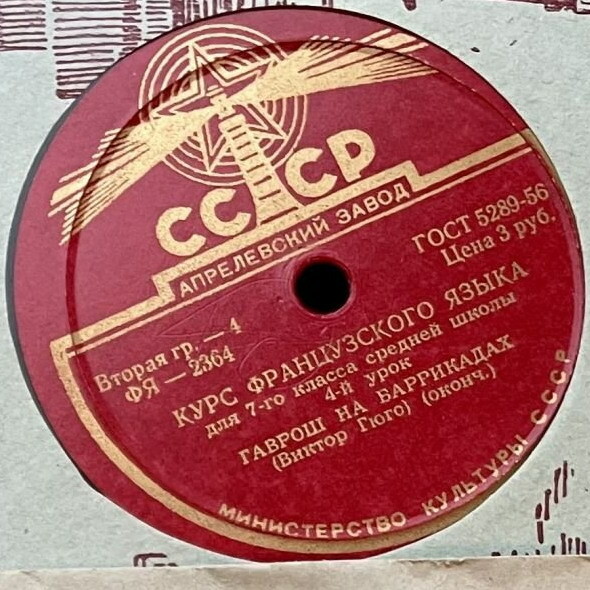 СССР
АПРЕЛЕВСКИЙ ЗАВОД
ГОСТ 5289-56
Цена 3 руб.
Вторая гр. — 4
ФЯ — 2364
КУРС ФРАНЦУЗСКОГО ЯЗЫКА
для 7-го класса средней школы
4-й урок
ГАВРОШ НА БАРРИКАДАХ
(Виктор Гюго) (оконч.)
МИНИСТЕРСТВО КУЛЬТУРЫ СССР